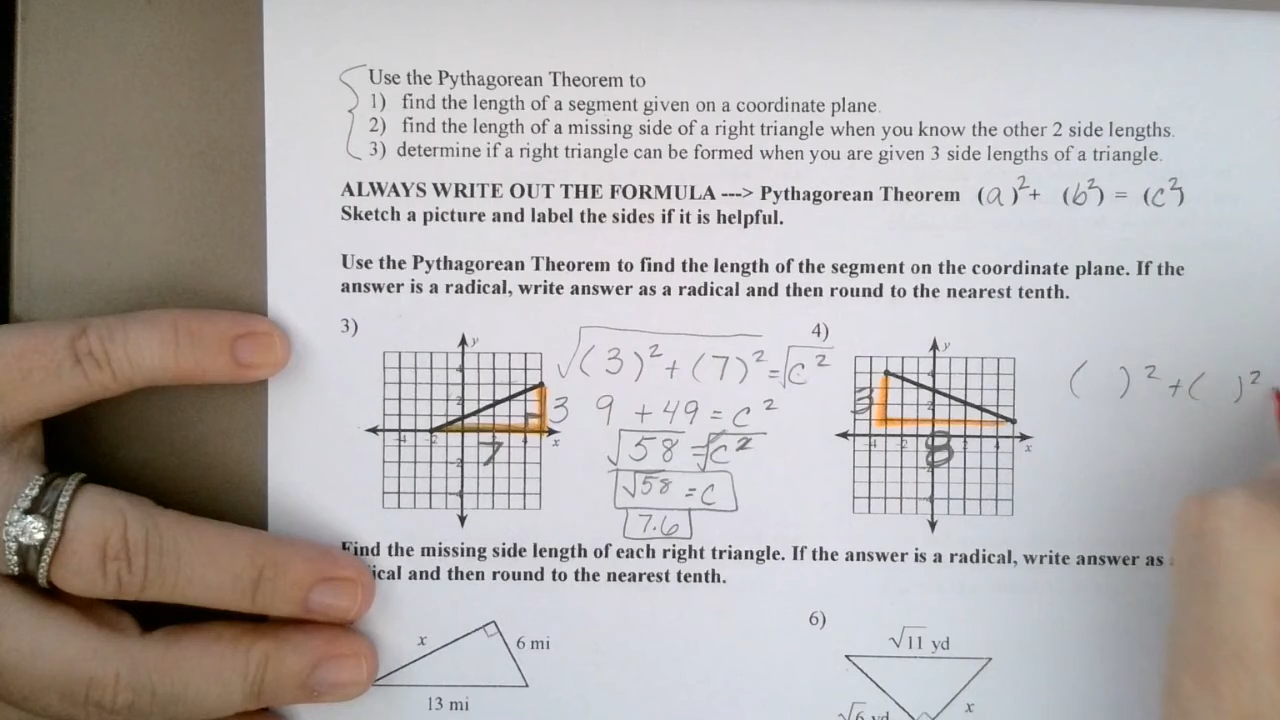 Use the Pythagorean Theorem to
1) find the length of a segment given on a coordinate plane.
2) find the length of a missing side of a right triangle when you know the other 2 side lengths.
3) determine if a right triangle can be formed when you are given 3 side lengths of a triangle.
ALWAYS WRITE OUT THE FORMULA ---> Pythagorean Theorem (a)² + (b²) = (c²)
Sketch a picture and label the sides if it is helpful.
Use the Pythagorean Theorem to find the length of the segment on the coordinate plane. If the
answer is a radical, write answer as a radical and then round to the nearest tenth.
3)
y
x
3
7
√(3)² + (7)² = √c²
9 + 49 = c²
√58 = √c²
√58 = c
7.6
4)
y
x
3
8
( )² + ( )²
Find the missing side length of each right triangle. If the answer is a radical, write answer as
and then round to the nearest tenth.
x
6 mi
13 mi
6)
√11 yd
√6 yd
x